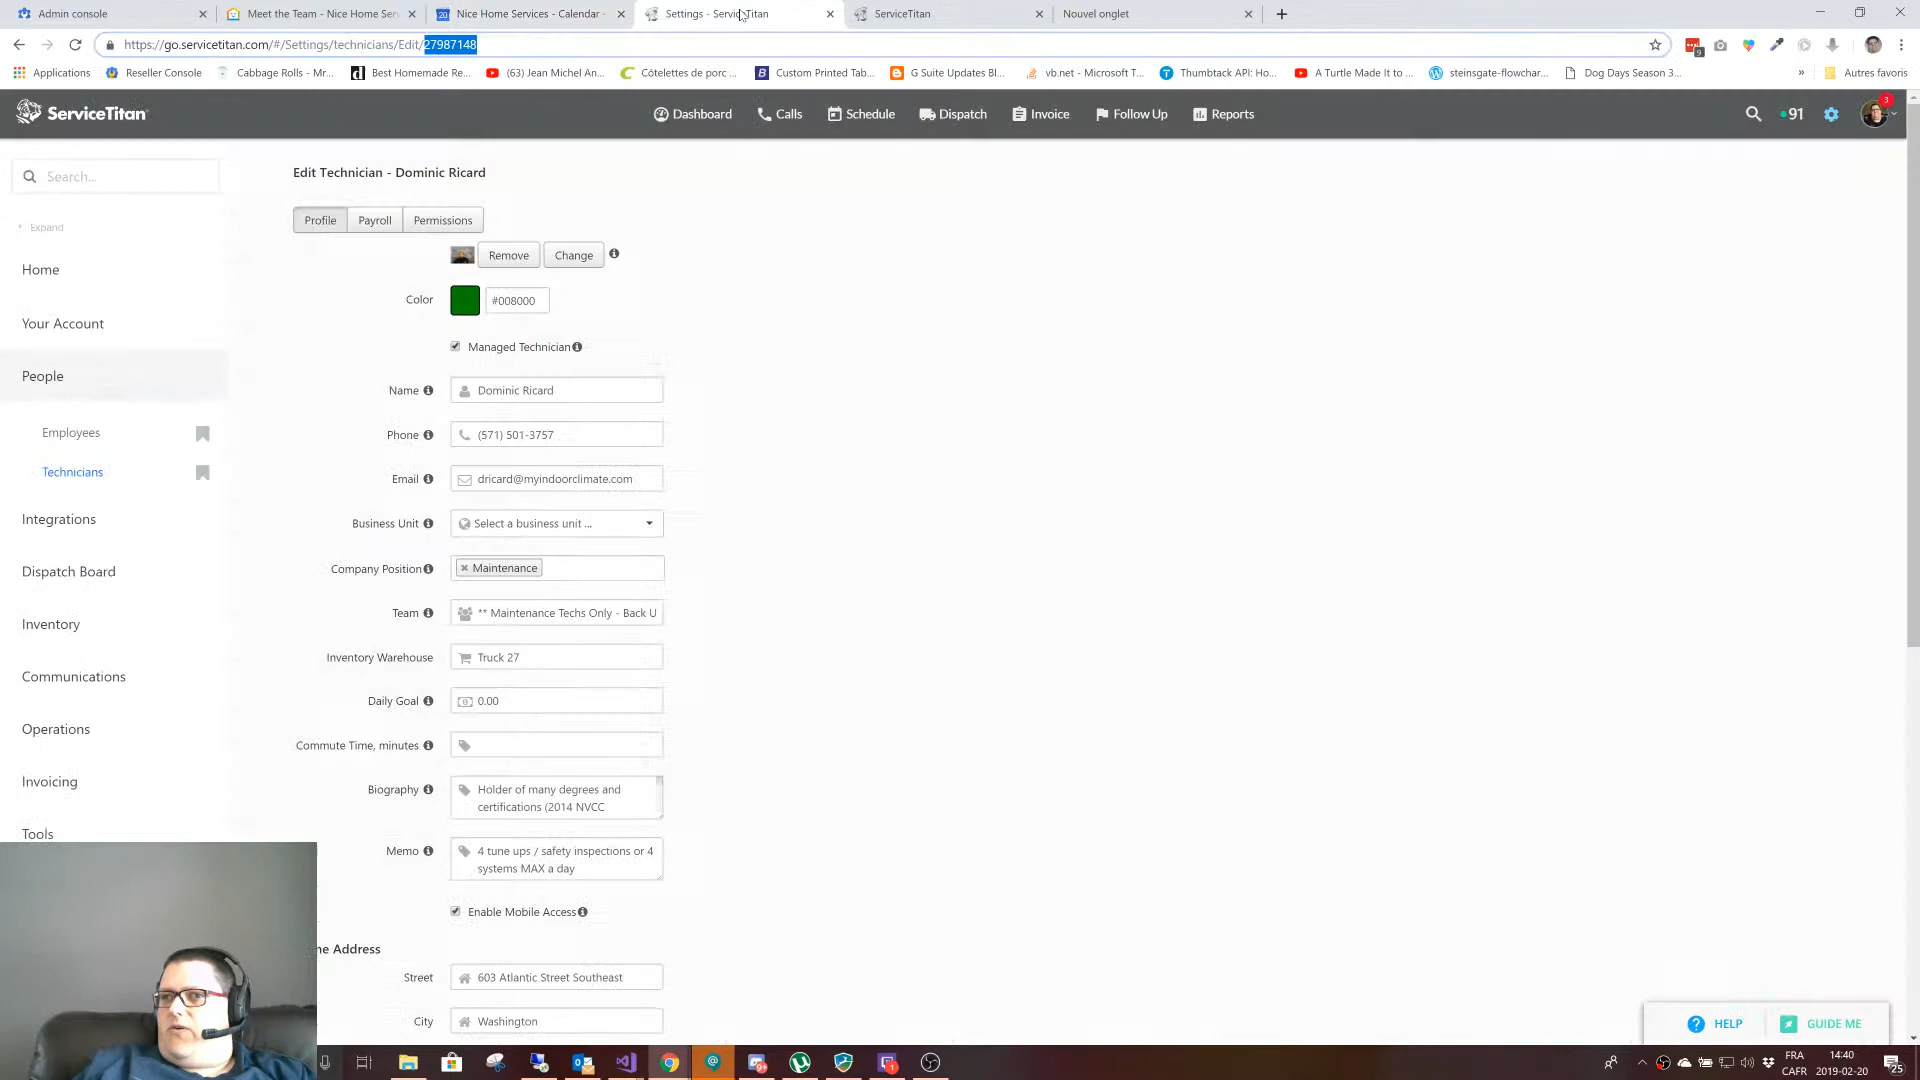 Admin console
Meet the Team - Nice Home Ser
Nice Home Services - Calendar -
Settings - ServiceTitan
ServiceTitan
Nouvel onglet
https://go.servicetitan.com/#/Settings/technicians/Edit/27987148
9
Applications
Reseller Console
Cabbage Rolls - Mr...
Best Homemade Re...
(63) Jean Michel An...
Côtelettes de porc ...
Custom Printed Tab...
G Suite Updates Bl...
vb.net - Microsoft T...
Thumbtack API: Ho...
A Turtle Made It to ...
steinsgate-flowchar...
Dog Days Season 3...
»
Autres favoris
ServiceTitan
Dashboard
Calls
Schedule
Dispatch
Invoice
Follow Up
Reports
91
3
Search...
Expand
Home
Your Account
People
Employees
Technicians
Integrations
Dispatch Board
Inventory
Communications
Operations
Invoicing
Tools
Edit Technician - Dominic Ricard
Profile
Payroll
Permissions
Remove
Change
Color
#008000
Managed Technician
Name
Dominic Ricard
Phone
(571) 501-3757
Email
dricard@myindoorclimate.com
Business Unit
Select a business unit ...
Company Position
Maintenance
Team
** Maintenance Techs Only - Back U
Inventory Warehouse
Truck 27
Daily Goal
0.00
Commute Time, minutes
Biography
Holder of many degrees and
certifications (2014 NVCC
Memo
4 tune ups / safety inspections or 4
systems MAX a day
Enable Mobile Access
me Address
Street
603 Atlantic Street Southeast
City
Washington
HELP
GUIDE ME
FRA
CAFR
14:40
2019-02-20
25